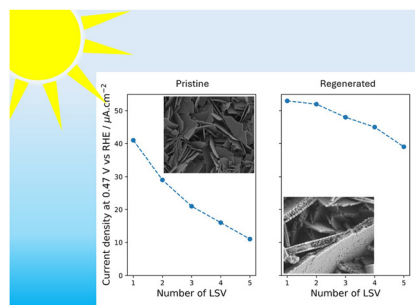 Pristine
Regenerated
Current density at 0.47 V vs RHE / μA.cm⁻²
50
40
30
20
10
0
1 2 3 4 5
1 2 3 4 5
Number of LSV
Number of LSV